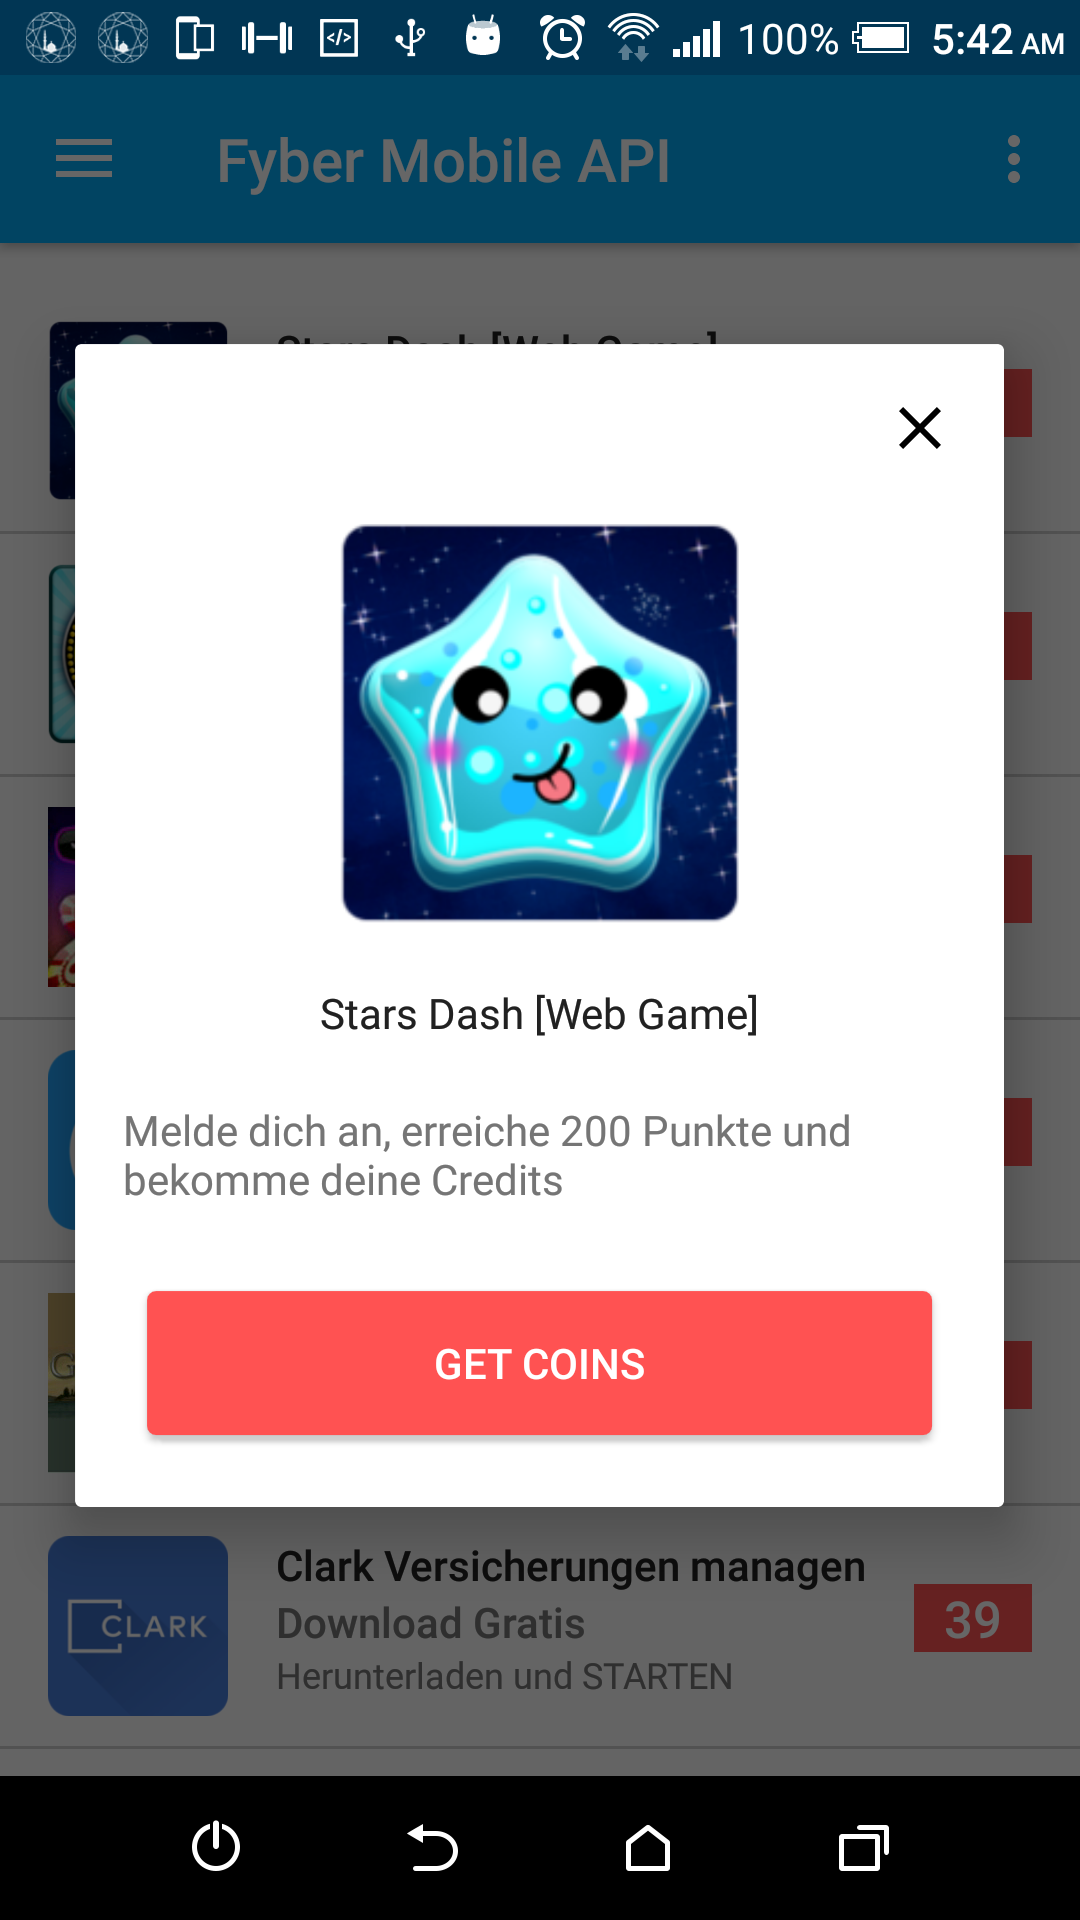 100% 5:42 AM
Fyber Mobile API
Stars Dash [Web Game]
Stars Dash [Web Game]
Melde dich an, erreiche 200 Punkte und
bekomme deine Credits
GET COINS
Clark Versicherungen managen
CLARK
Download Gratis
39
Herunterladen und STARTEN